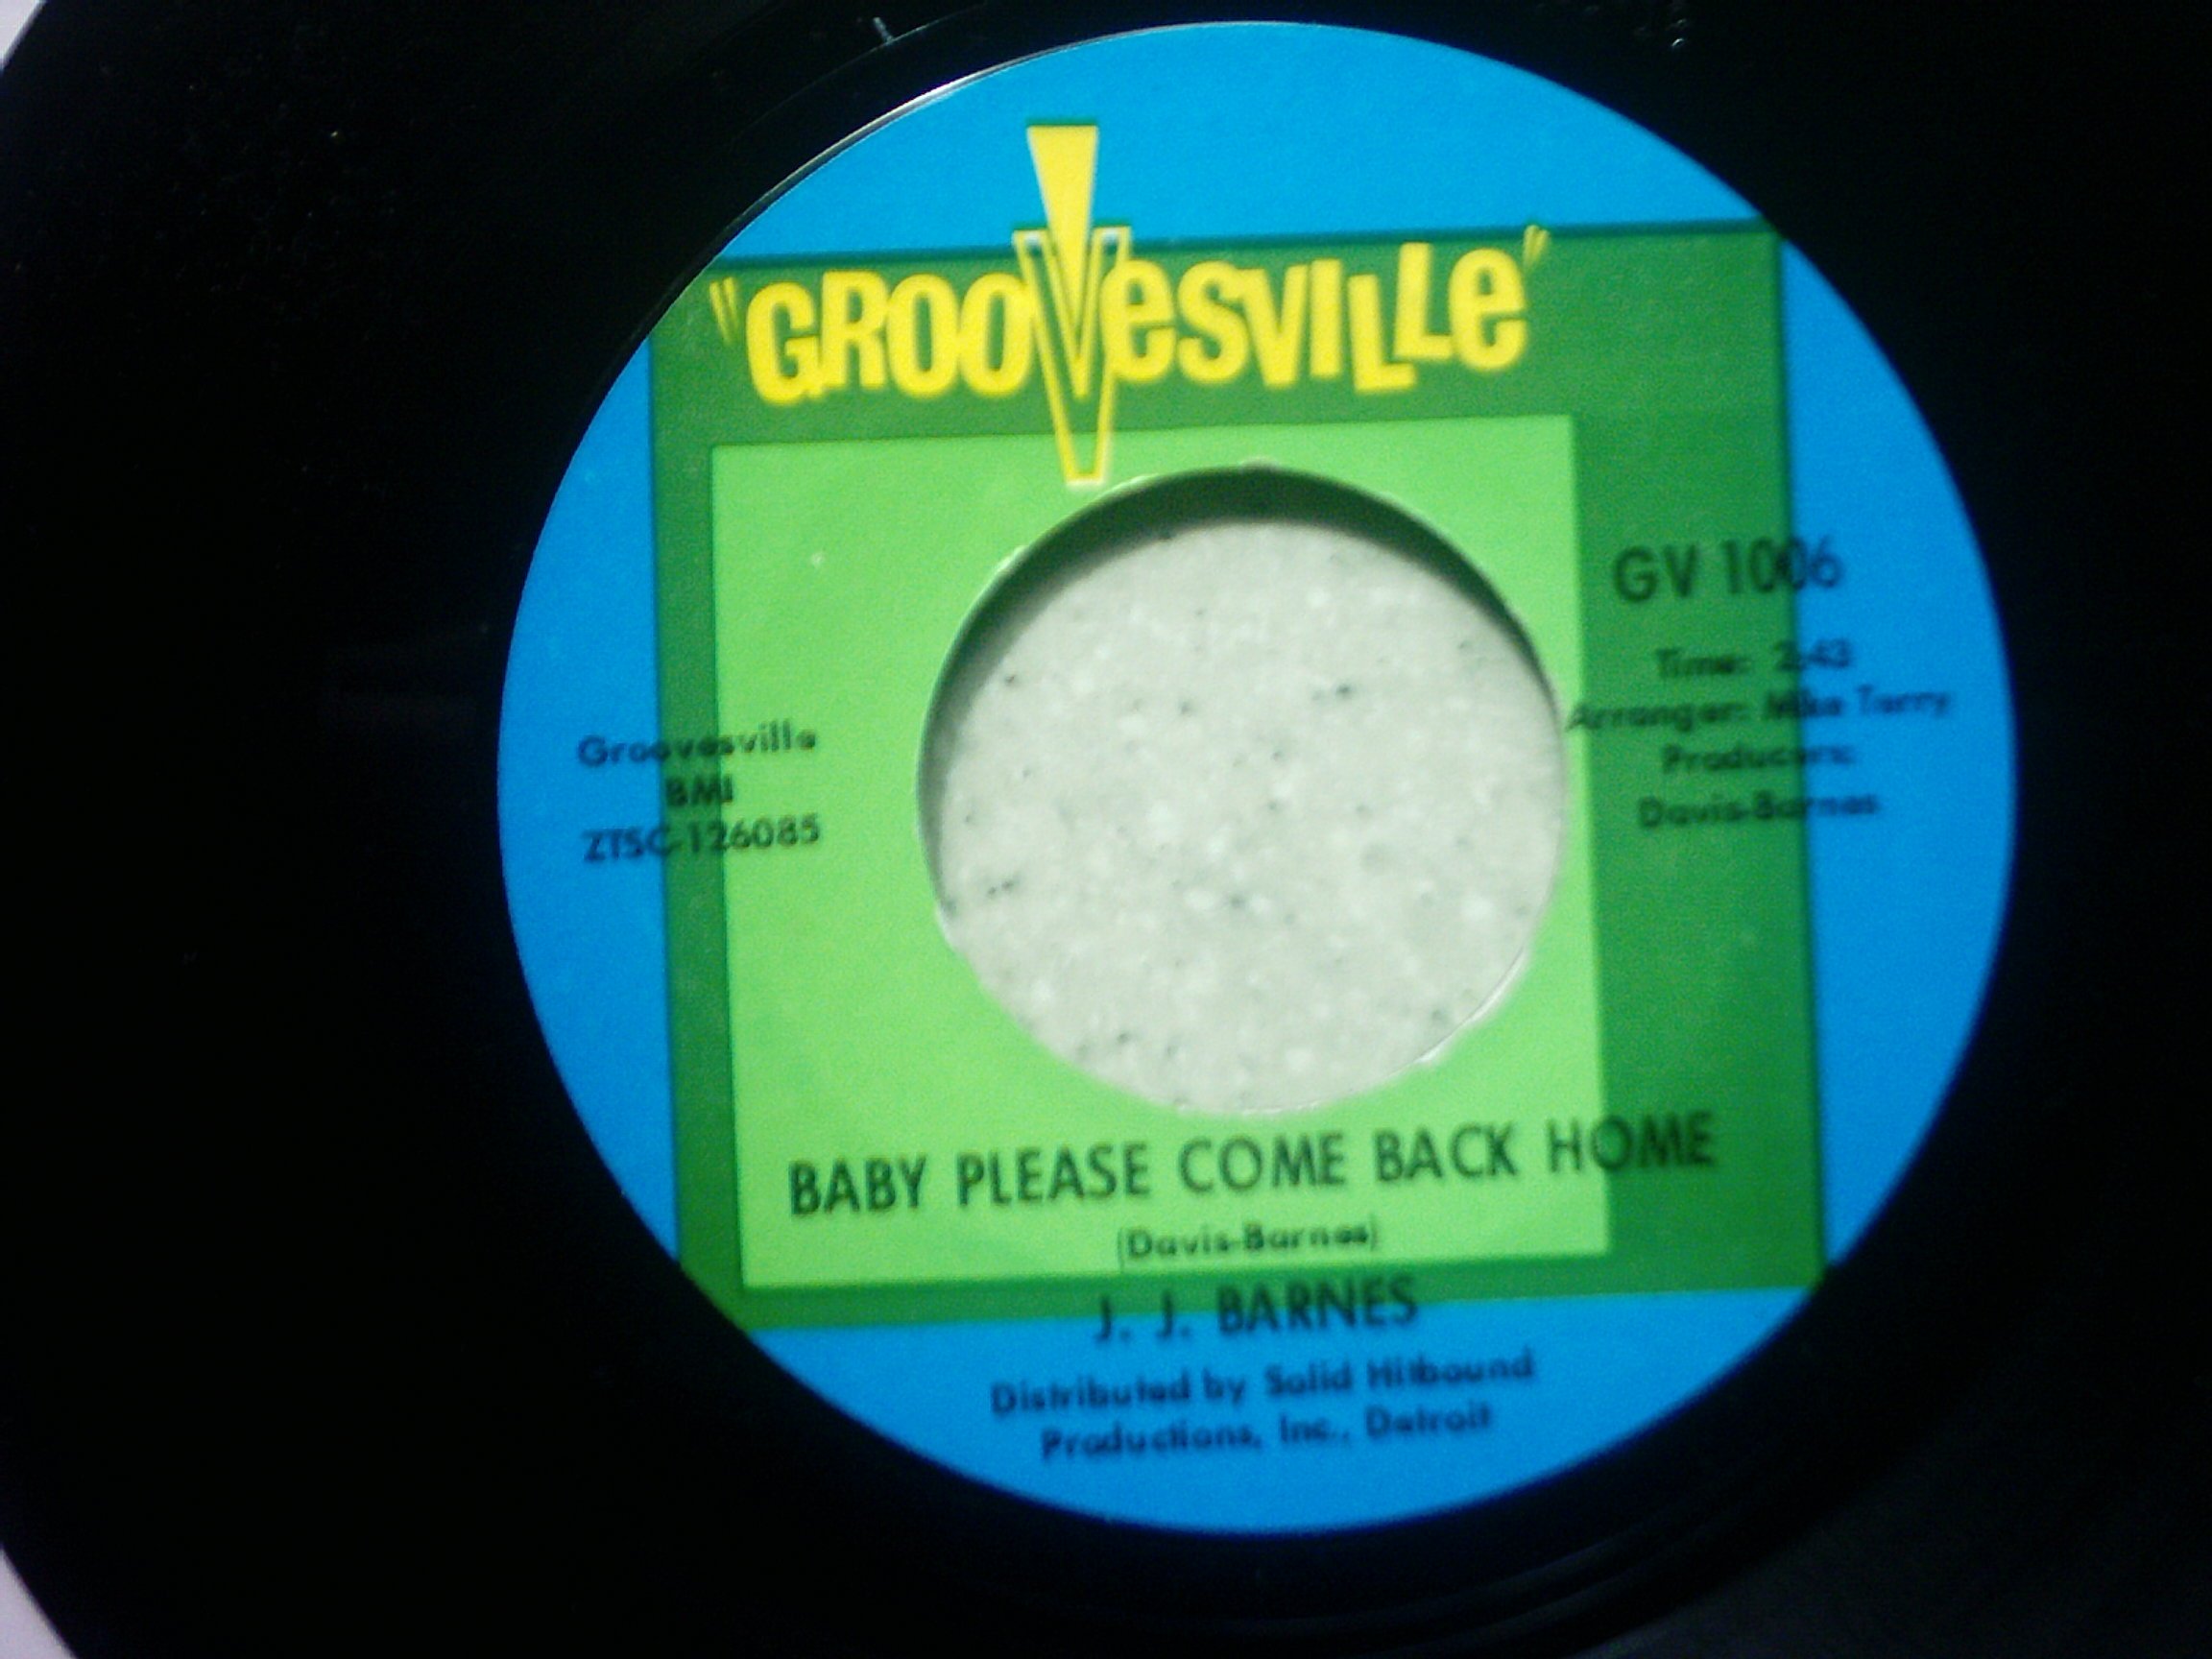 "GROOVESVILLE"
GV 1006
Time: 2:43
Arranger: Mike Terry
Producers:
Davis-Barnes
Groovesville
BMI
ZTSC-126085
BABY PLEASE COME BACK HOME
(Davis-Barnes)
J. J. BARNES
Distributed by Solid Hitbound
Productions, Inc., Detroit